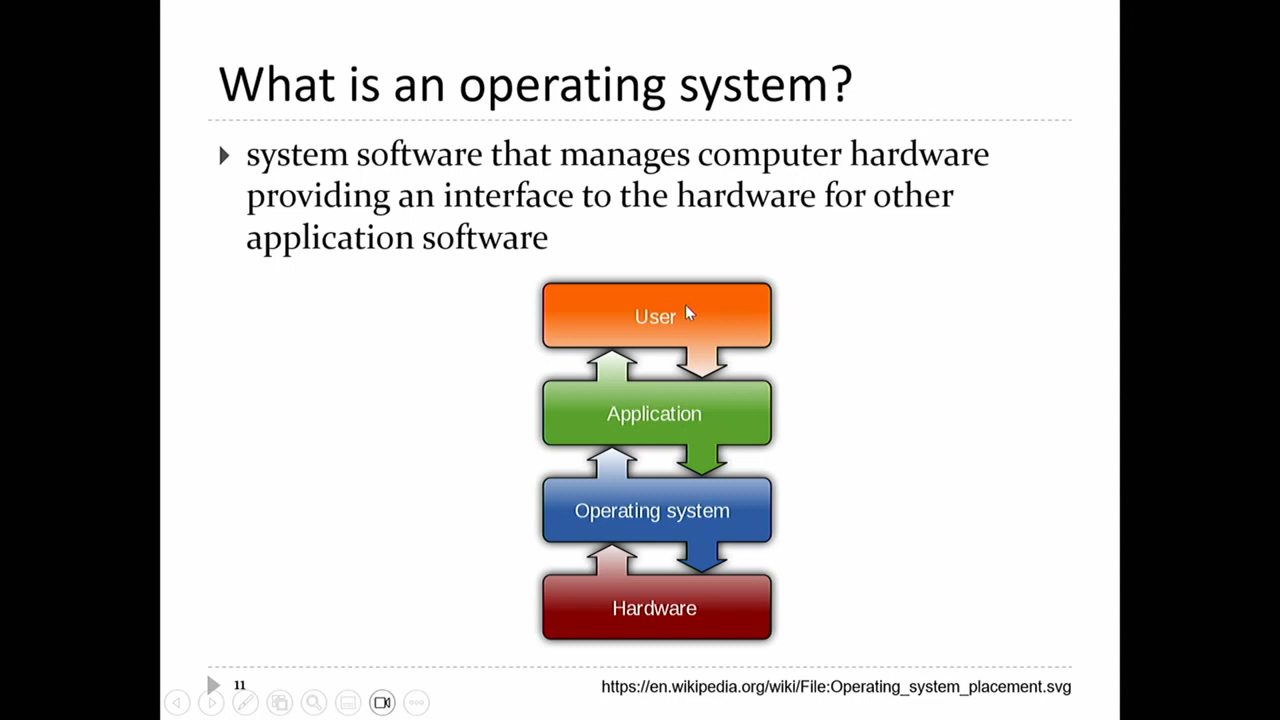 What is an operating system?
system software that manages computer hardware
providing an interface to the hardware for other
application software
User
Application
Operating system
Hardware
11
https://en.wikipedia.org/wiki/File:Operating_system_placement.svg